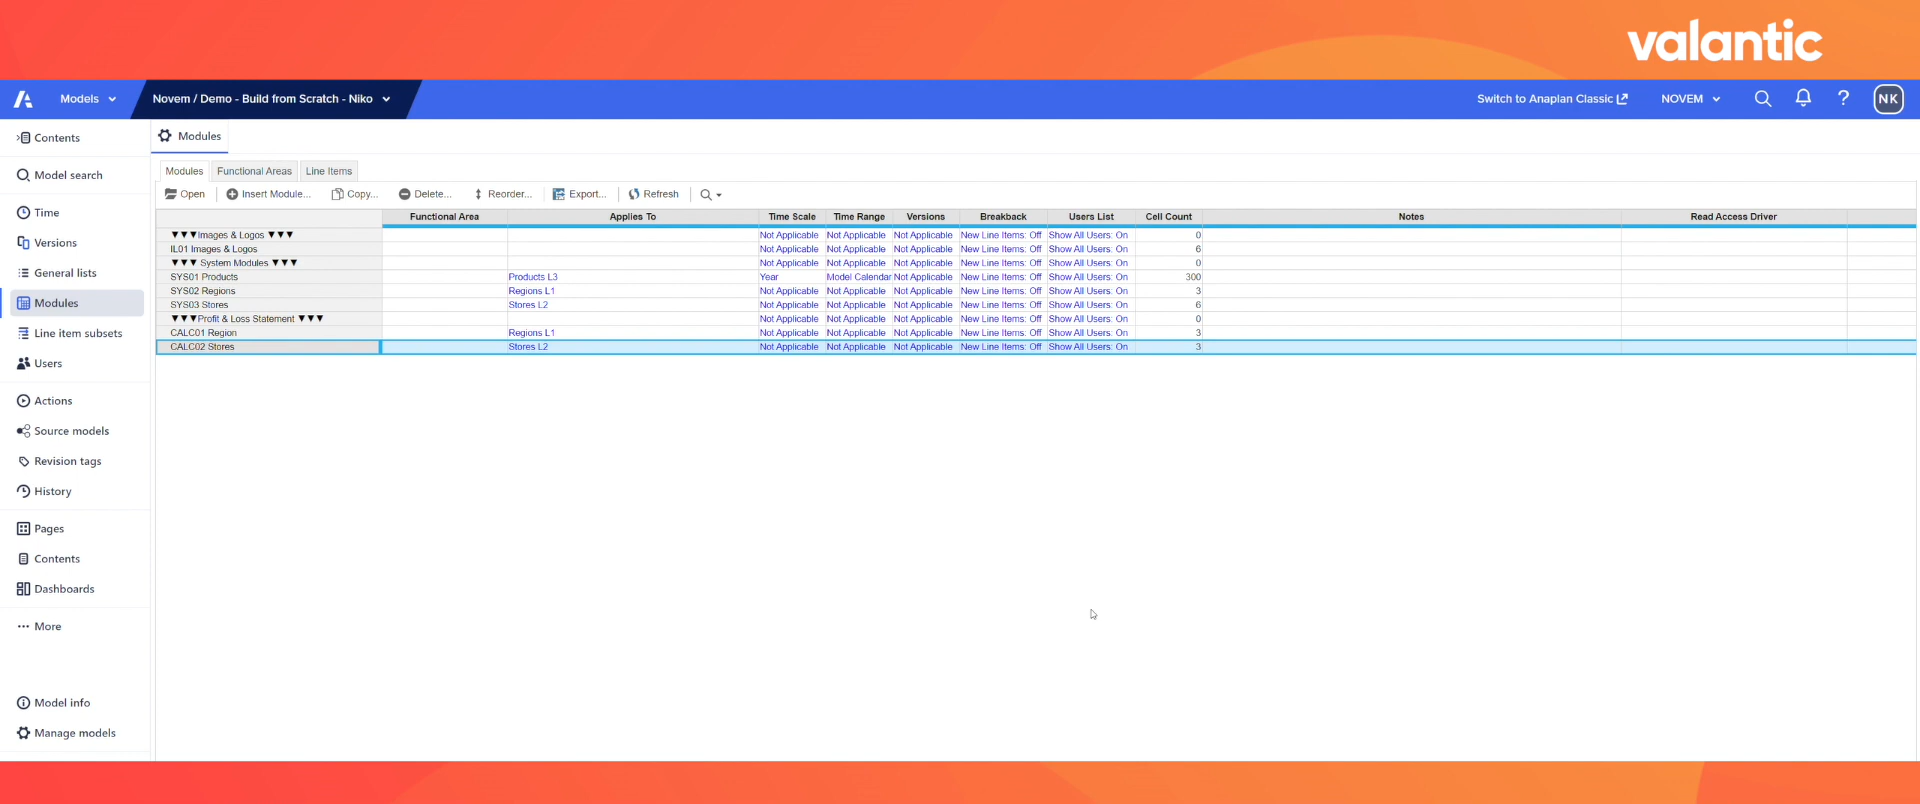 valantic
Models
Novem / Demo - Build from Scratch - Niko
Switch to Anaplan Classic
NOVEM
?
NK
Contents
Model search
Time
Versions
General lists
Modules
Line item subsets
Users
Actions
Source models
Revision tags
History
Pages
Contents
Dashboards
More
Model info
Manage models
Modules
Modules Functional Areas Line Items
Open Insert Module... Copy... Delete... Reorder... Export... Refresh
Functional Area Applies To Time Scale Time Range Versions Breakback Users List Cell Count Notes Read Access Driver
▼▼▼Images & Logos ▼▼▼ Not Applicable Not Applicable Not Applicable New Line Items: Off Show All Users: On 0
IL01 Images & Logos Not Applicable Not Applicable Not Applicable New Line Items: Off Show All Users: On 6
▼▼▼ System Modules ▼▼▼ Not Applicable Not Applicable Not Applicable New Line Items: Off Show All Users: On 0
SYS01 Products Products L3 Year Model Calendar Not Applicable New Line Items: Off Show All Users: On 300
SYS02 Regions Regions L1 Not Applicable Not Applicable Not Applicable New Line Items: Off Show All Users: On 3
SYS03 Stores Stores L2 Not Applicable Not Applicable Not Applicable New Line Items: Off Show All Users: On 6
▼▼▼Profit & Loss Statement ▼▼▼ Not Applicable Not Applicable Not Applicable New Line Items: Off Show All Users: On 0
CALC01 Region Regions L1 Not Applicable Not Applicable Not Applicable New Line Items: Off Show All Users: On 3
CALC02 Stores Stores L2 Not Applicable Not Applicable Not Applicable New Line Items: Off Show All Users: On 3